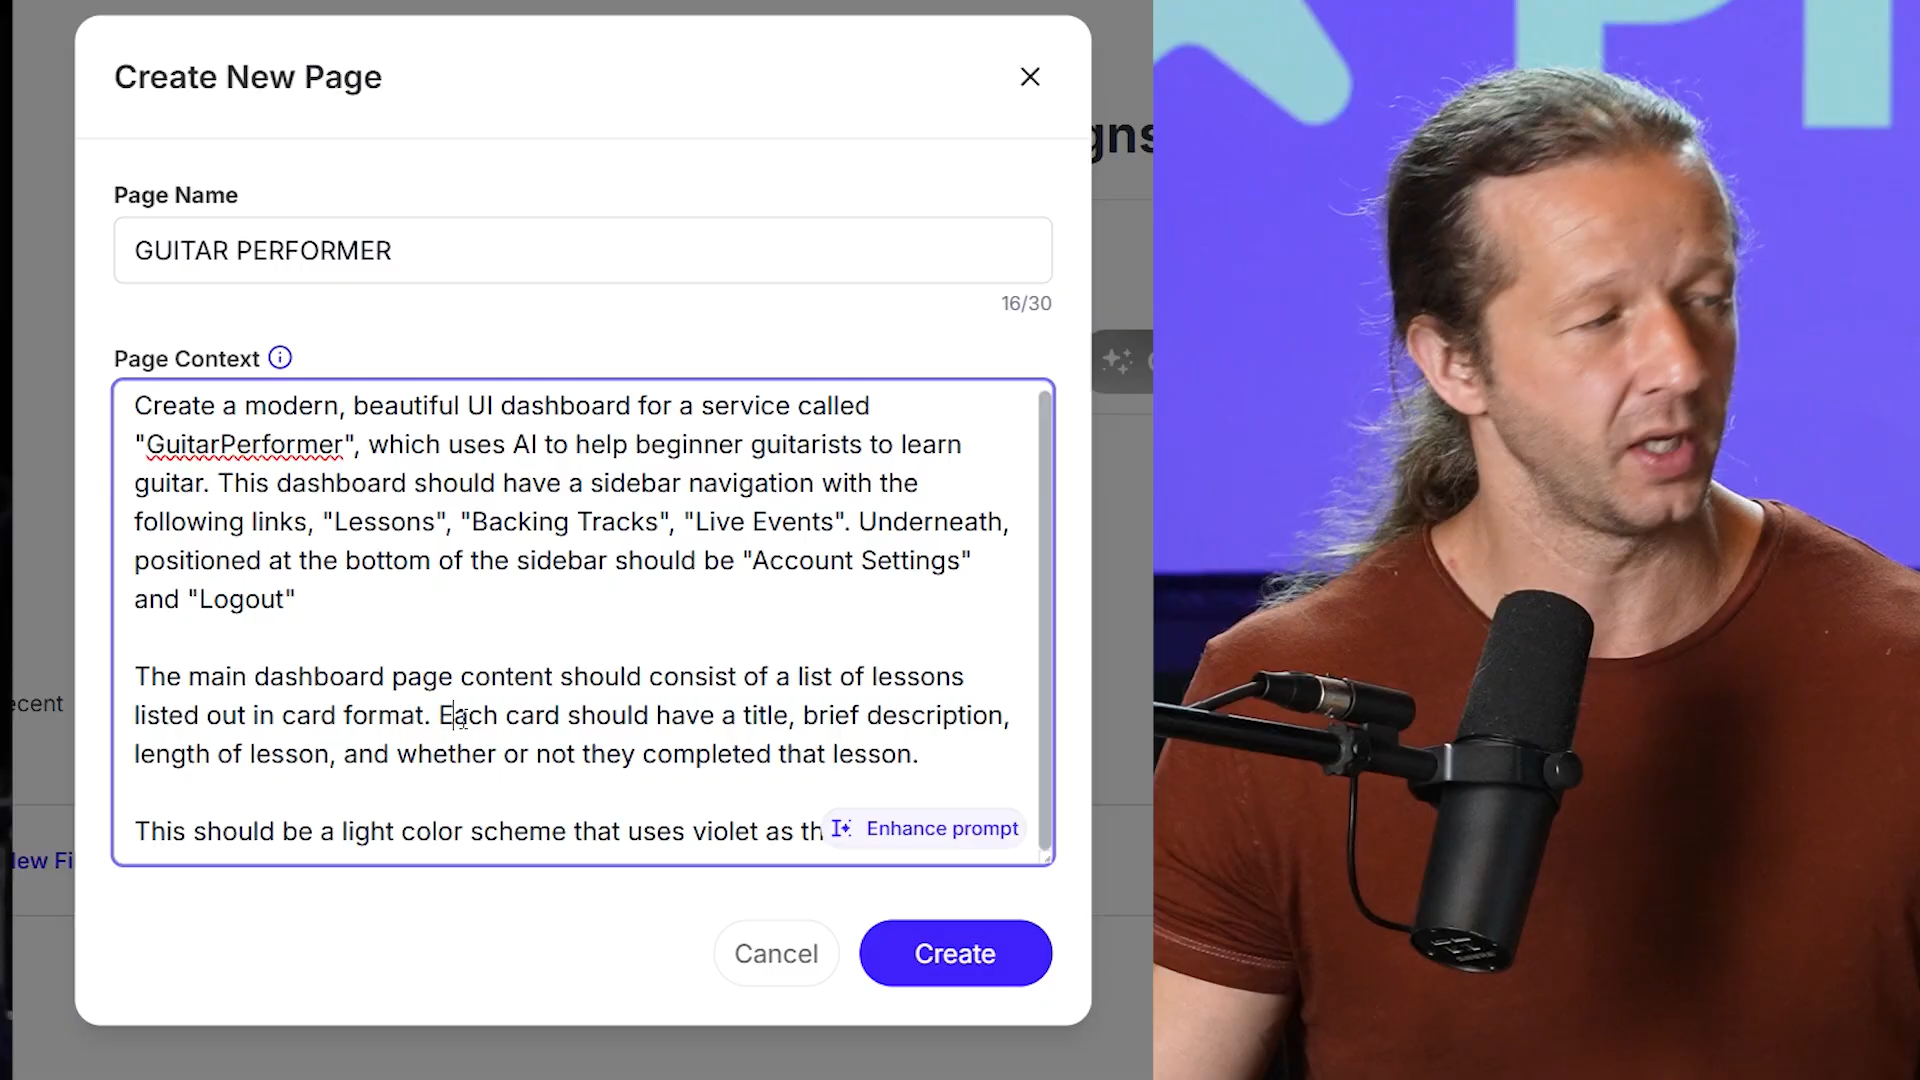 Create New Page
Page Name
GUITAR PERFORMER
16/30
Page Context
Create a modern, beautiful UI dashboard for a service called
"GuitarPerformer", which uses AI to help beginner guitarists to learn
guitar. This dashboard should have a sidebar navigation with the
following links, "Lessons", "Backing Tracks", "Live Events". Underneath,
positioned at the bottom of the sidebar should be "Account Settings"
and "Logout"
The main dashboard page content should consist of a list of lessons
listed out in card format. Each card should have a title, brief description,
length of lesson, and whether or not they completed that lesson.
This should be a light color scheme that uses violet as th
Enhance prompt
Cancel
Create